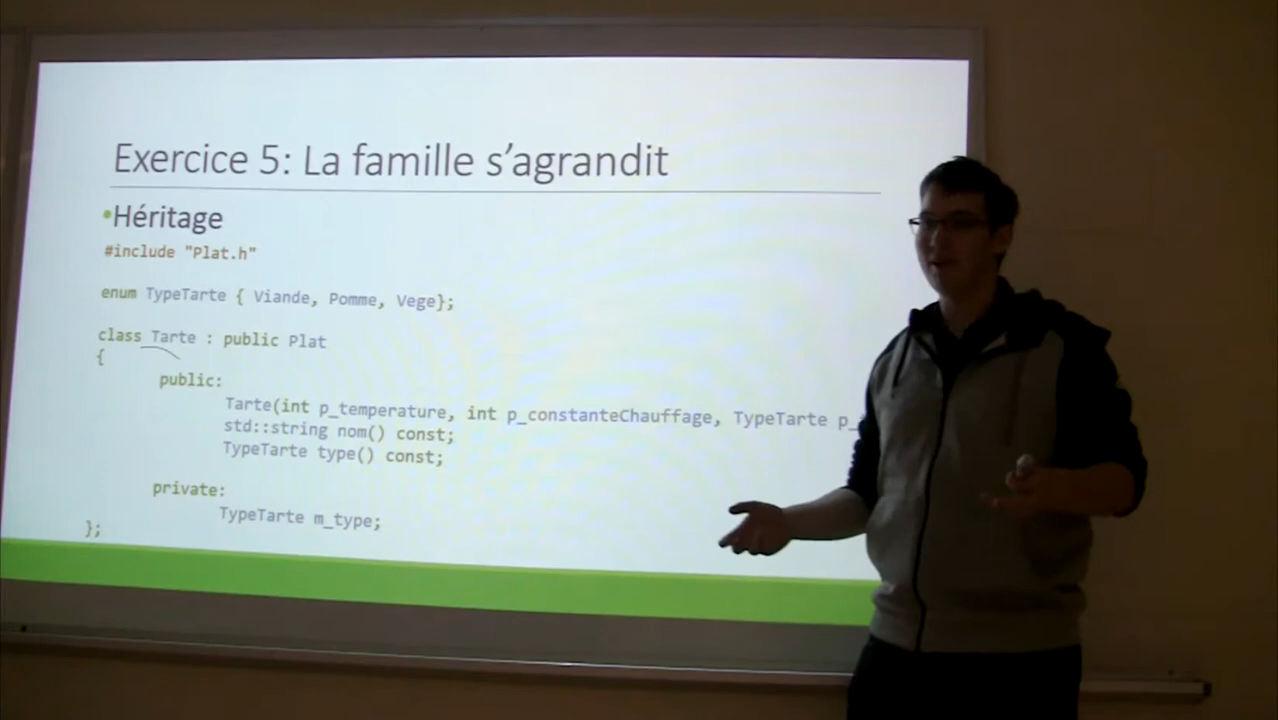 Exercice 5: La famille s'agrandit
•Héritage
#include "Plat.h"
enum TypeTarte { Viande, Pomme, Vege};
class Tarte : public Plat
{
public:
Tarte(int p_temperature, int p_constanteChauffage, TypeTarte p_
std::string nom() const;
TypeTarte type() const;
private:
TypeTarte m_type;
};